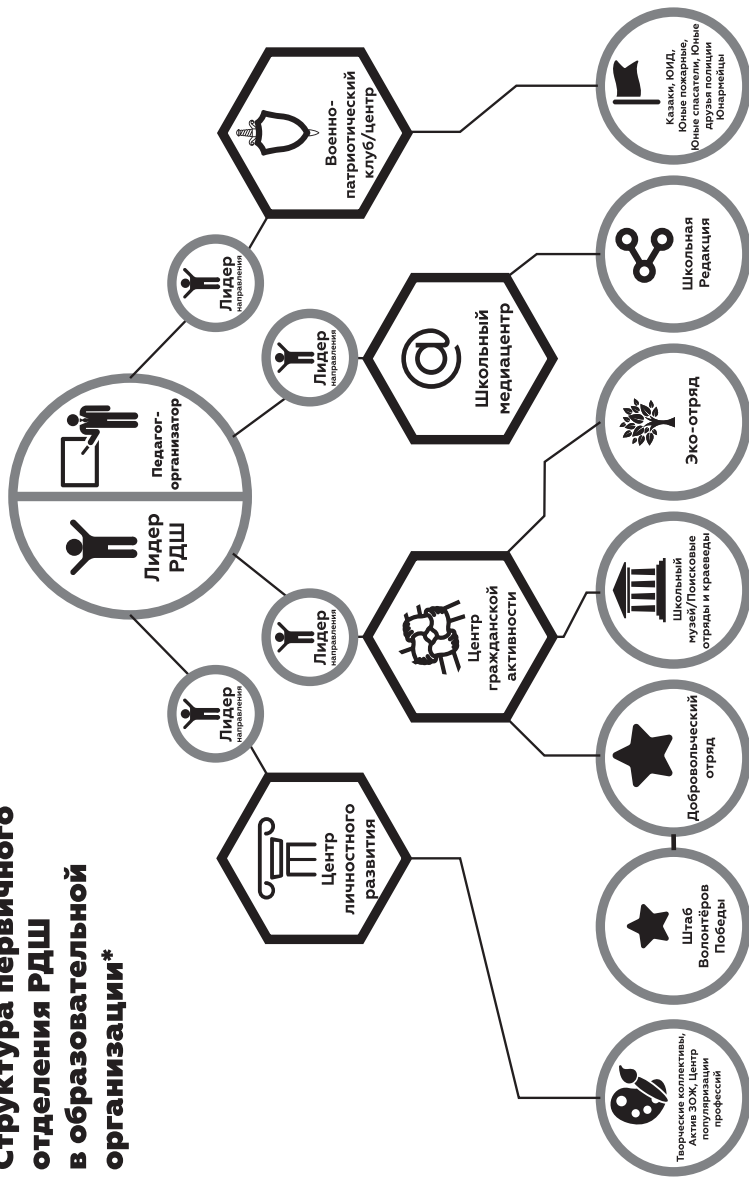 Структура первичного
отделения РДШ
в образовательной
организации*
Лидер
РДШ
Педагог-
организатор
Лидер
направления
Лидер
направления
Лидер
направления
Лидер
направления
Центр
личностного
развития
Центр
гражданской
активности
Школьный
медиацентр
Военно-
патриотический
клуб/центр
Творческие коллективы,
Актив ЗОЖ, Центр
популяризации
профессий
Штаб
Волонтёров
Победы
Добровольческий
отряд
Школьный
музей/Поисковые
отряды и краеведы
Эко-отряд
Школьная
Редакция
Казаки, ЮИД,
Юные пожарные,
Юные спасатели, Юные
друзья полиции
Юнармейцы